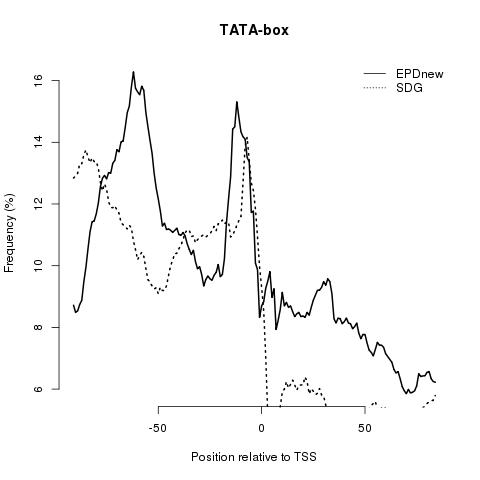 TATA-box
EPDnew
SDG
Frequency (%)
16
14
12
10
8
6
-50
0
50
Position relative to TSS